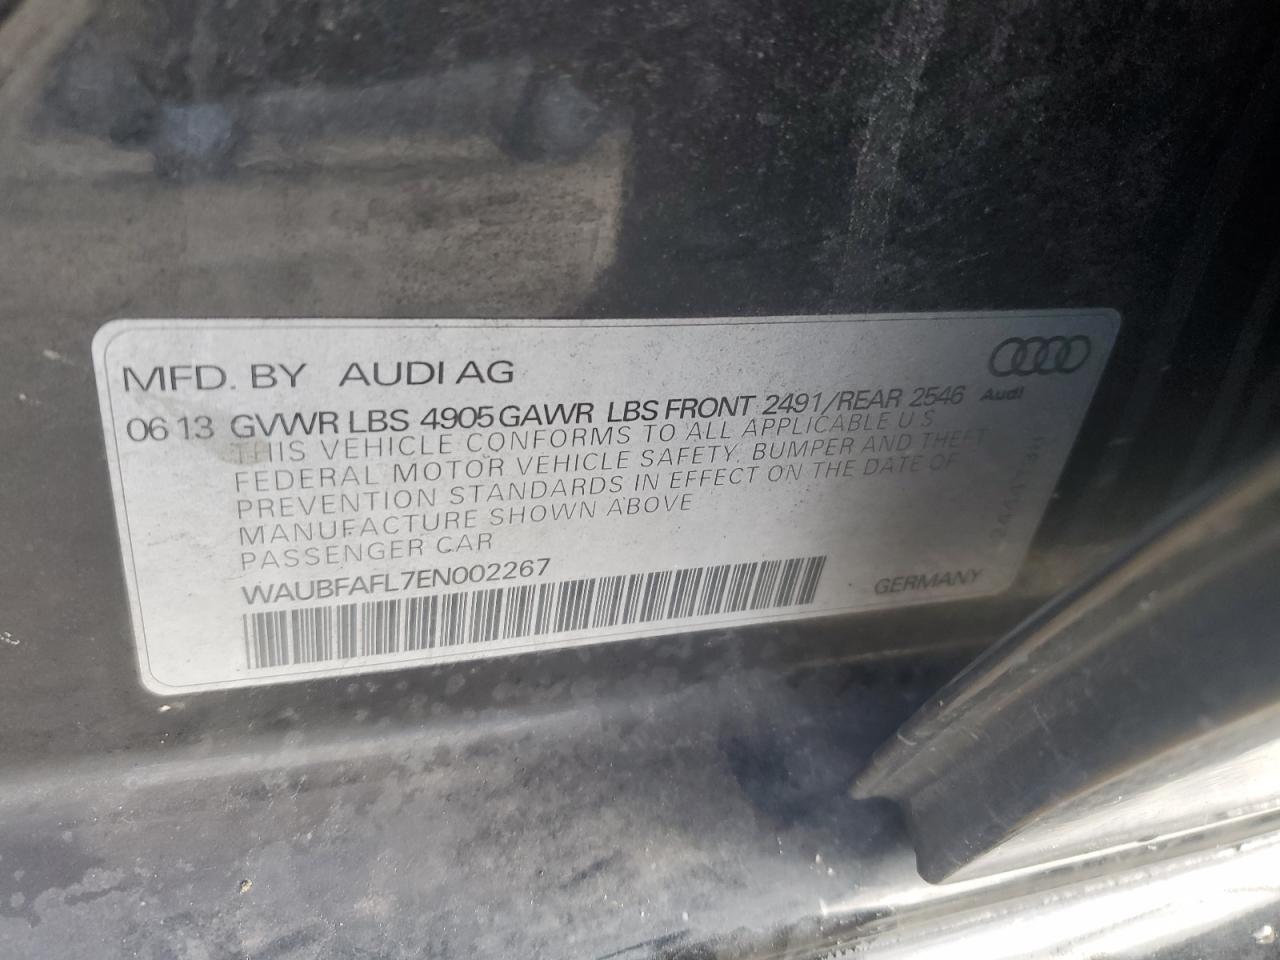 MFD. BY AUDI AG
06 13 GVWR LBS 4905 GAWR LBS FRONT 2491/REAR 2546
Audi
THIS VEHICLE CONFORMS TO ALL APPLICABLE U S
FEDERAL MOTOR VEHICLE SAFETY, BUMPER AND THEFT
PREVENTION STANDARDS IN EFFECT ON THE DATE OF
MANUFACTURE SHOWN ABOVE
PASSENGER CAR
WAUBFAFL7EN002267
GERMANY